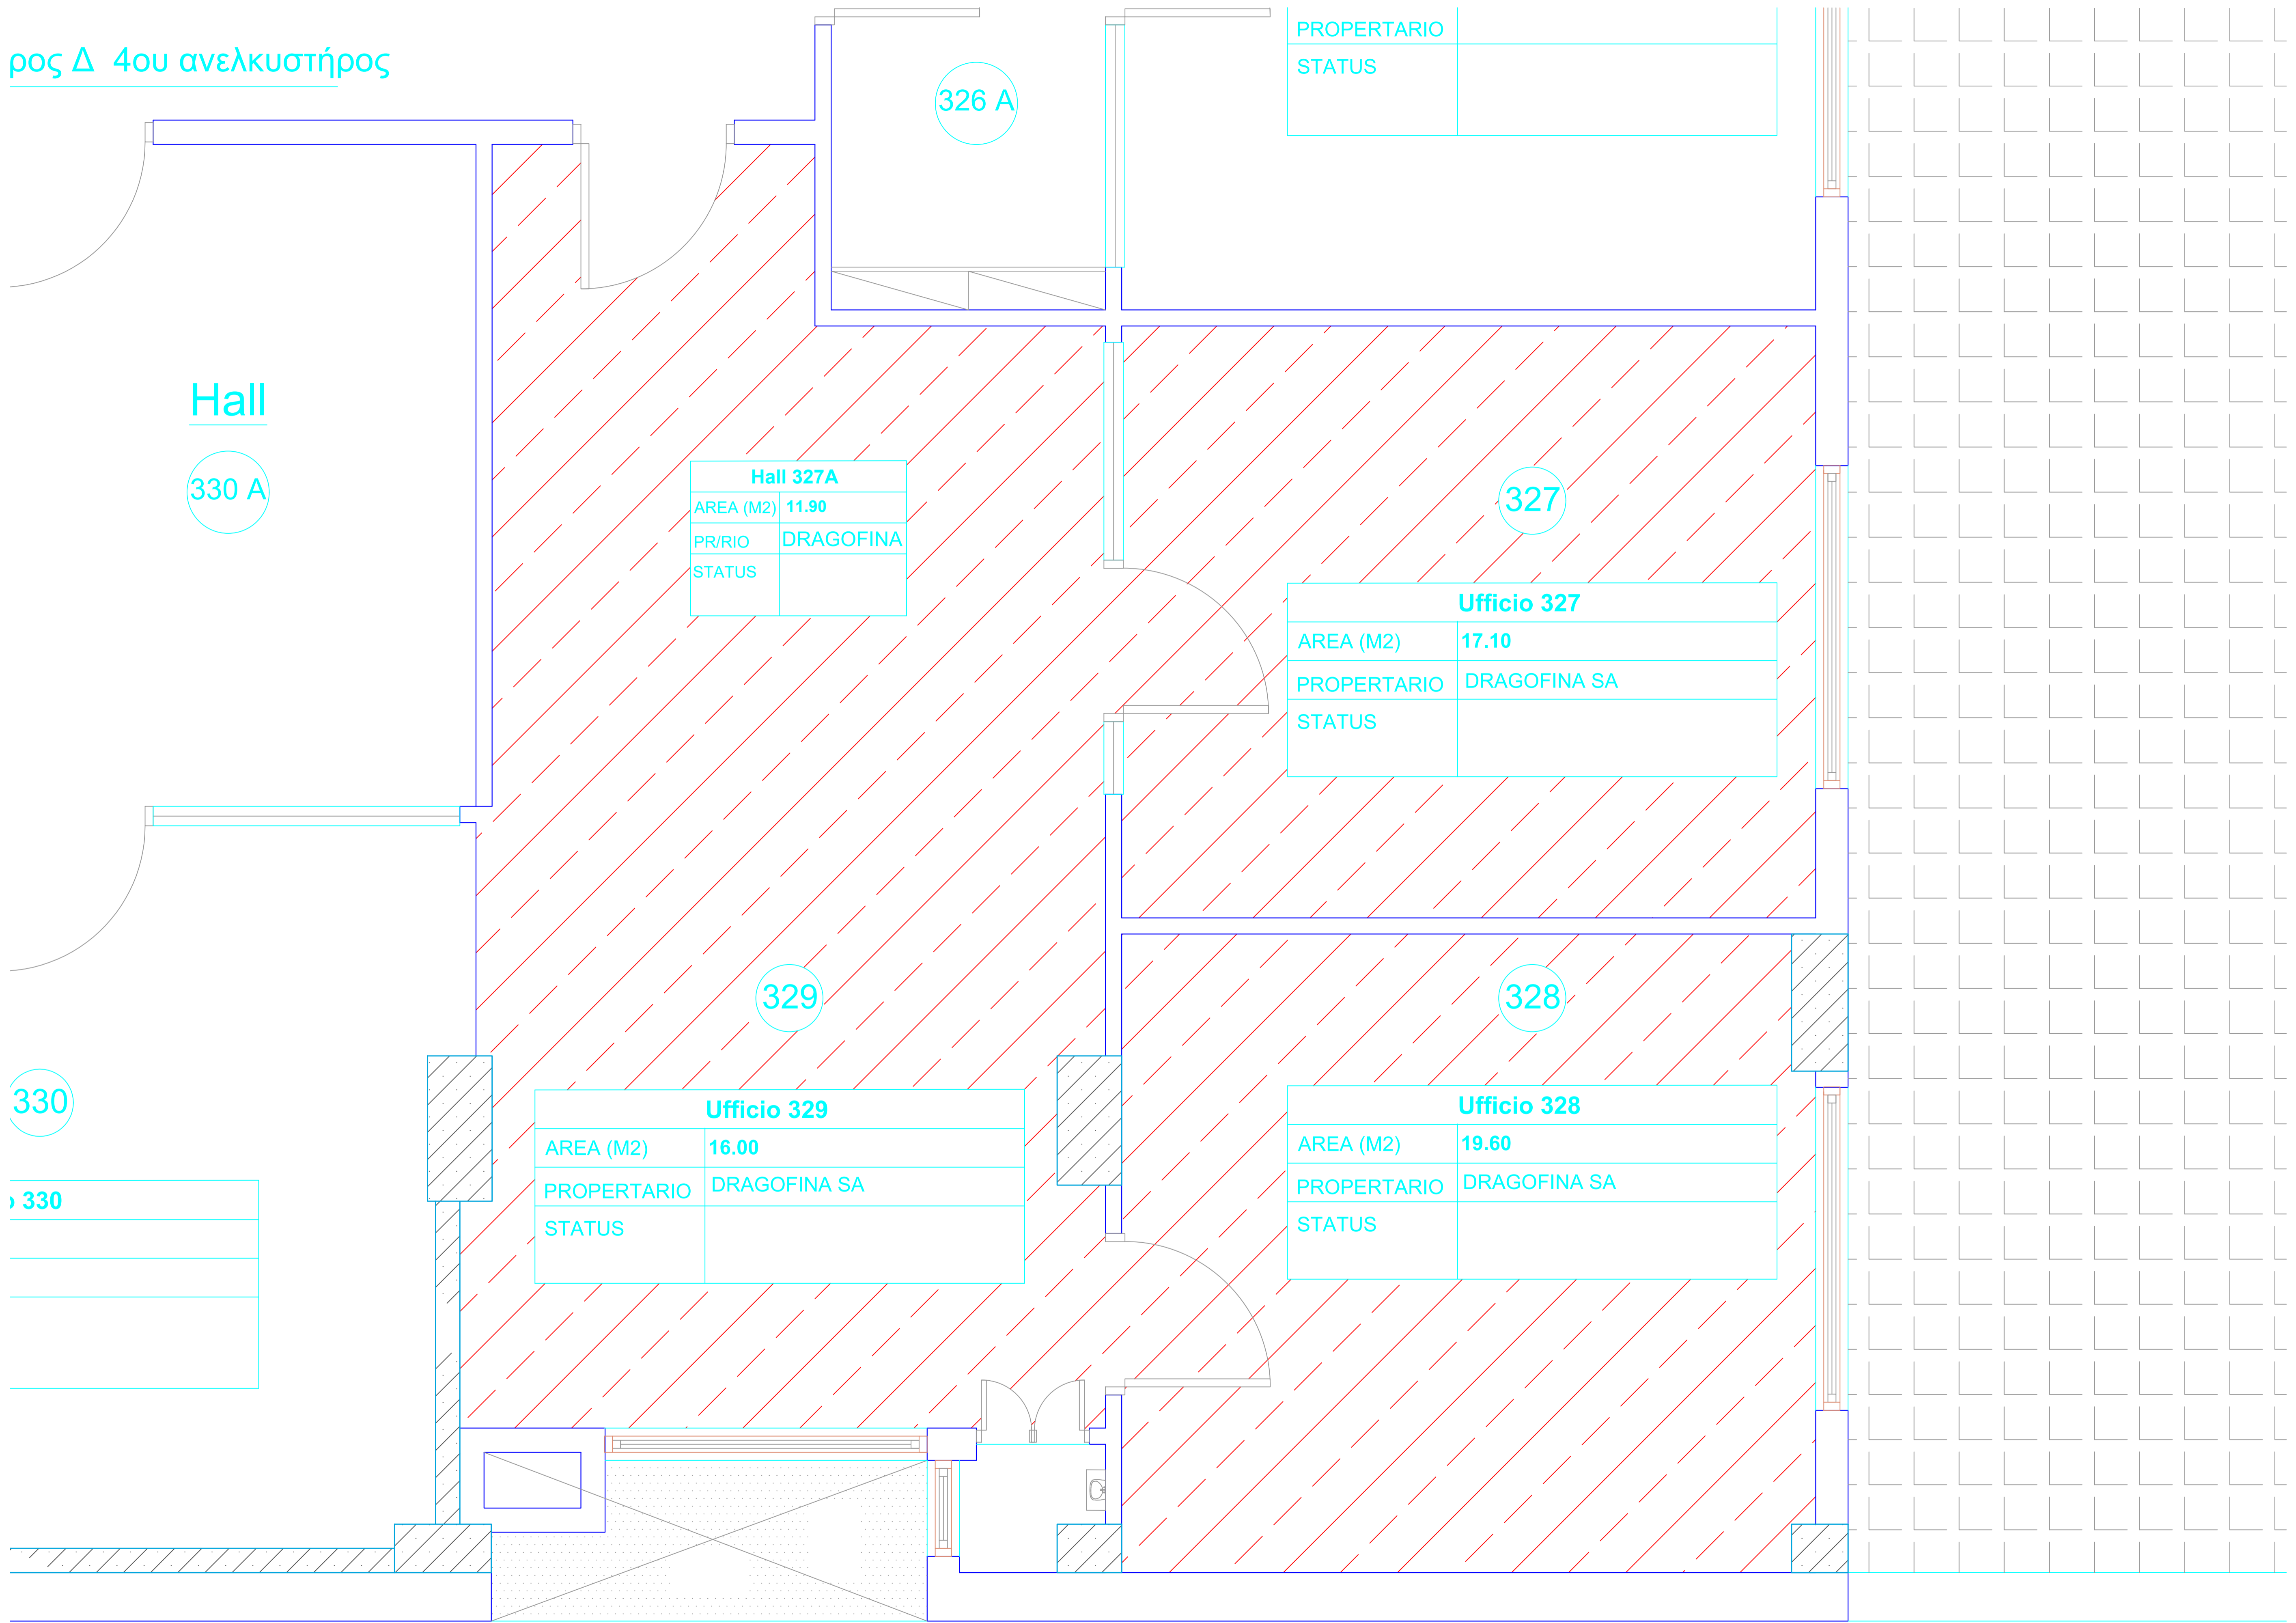 ρος Δ 4ου ανελκυστήρος
326 A
PROPERTARIO
STATUS
Hall
330 A
Hall 327A
AREA (M2) 11.90
PR/RIO DRAGOFINA
STATUS
327
Ufficio 327
AREA (M2) 17.10
PROPERTARIO DRAGOFINA SA
STATUS
329
328
330
330
Ufficio 329
AREA (M2) 16.00
PROPERTARIO DRAGOFINA SA
STATUS
Ufficio 328
AREA (M2) 19.60
PROPERTARIO DRAGOFINA SA
STATUS